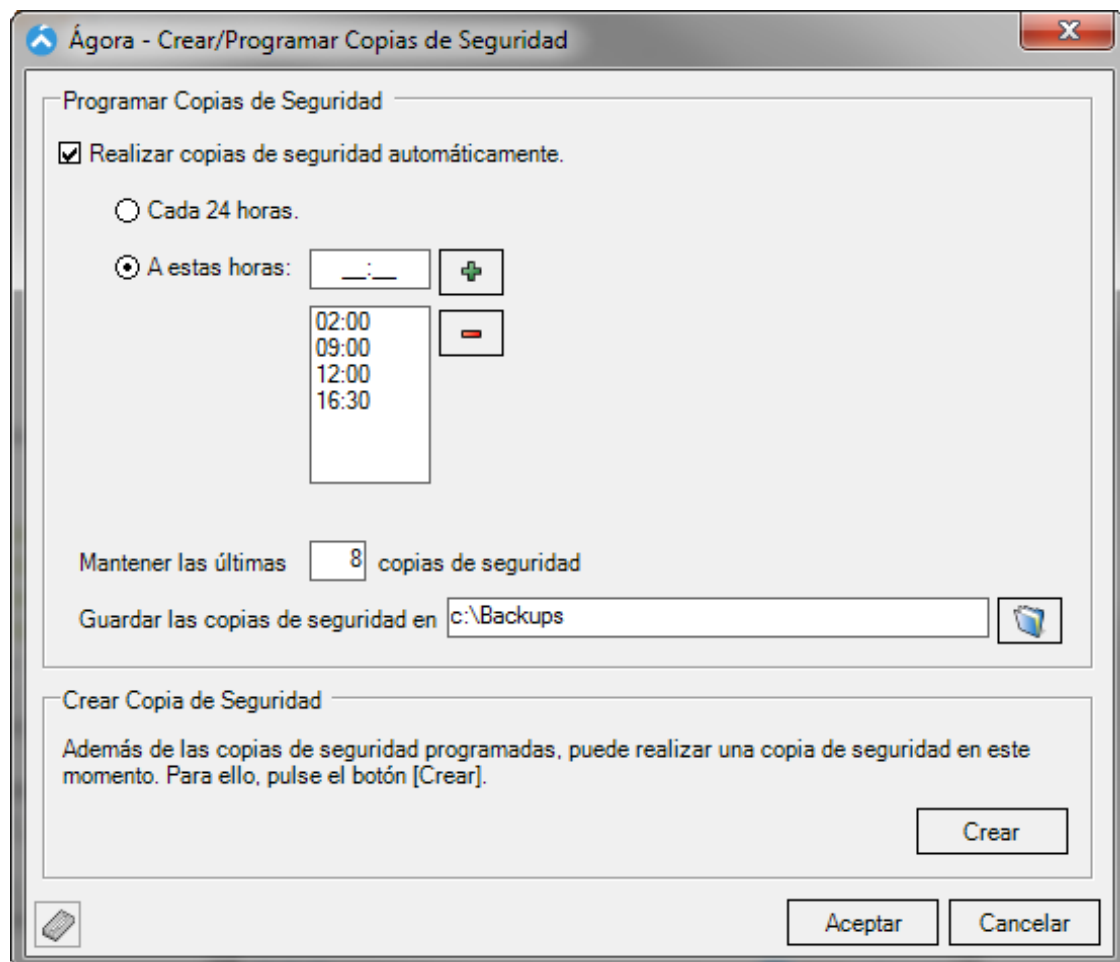 Ágora - Crear/Programar Copias de Seguridad
Programar Copias de Seguridad
Realizar copias de seguridad automáticamente.
Cada 24 horas.
A estas horas: __:__
02:00
09:00
12:00
16:30
Mantener las últimas 8 copias de seguridad
Guardar las copias de seguridad en c:\Backups
Crear Copia de Seguridad
Además de las copias de seguridad programadas, puede realizar una copia de seguridad en este
momento. Para ello, pulse el botón [Crear].
Crear
Aceptar Cancelar